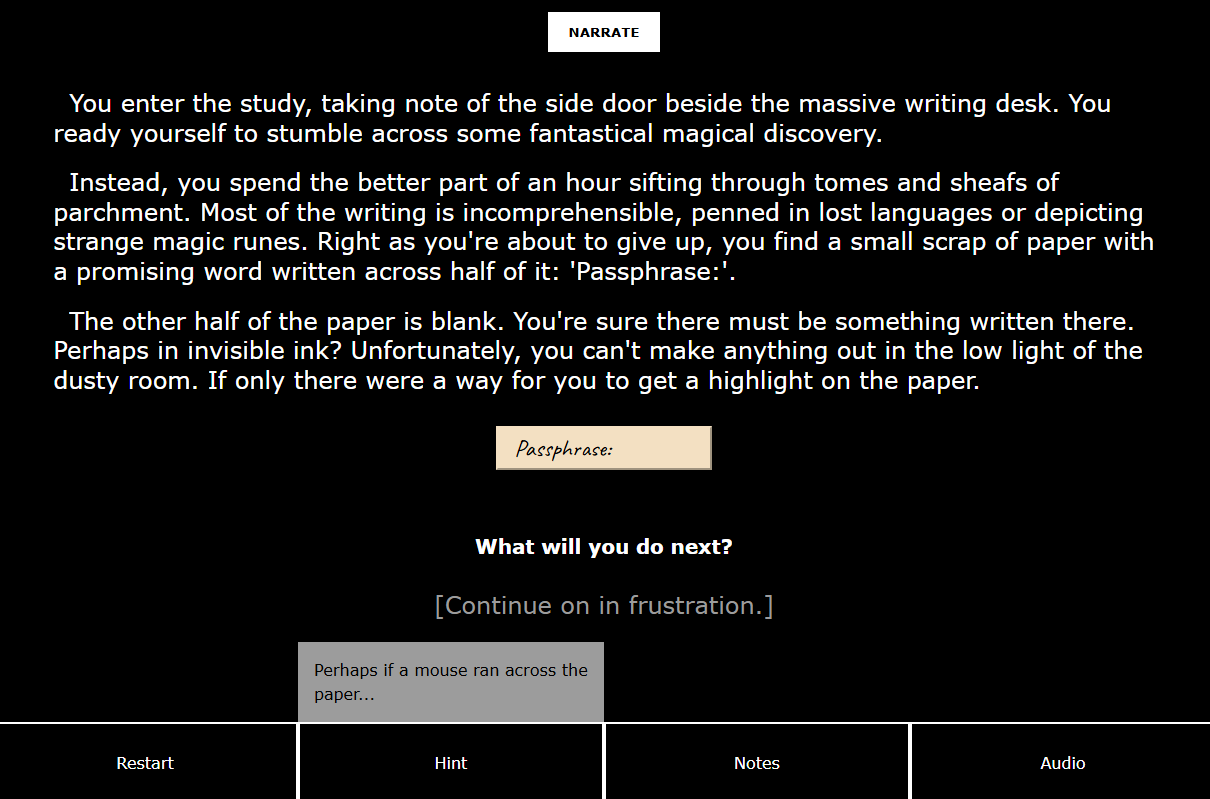 NARRATE
You enter the study, taking note of the side door beside the massive writing desk. You
ready yourself to stumble across some fantastical magical discovery.
Instead, you spend the better part of an hour sifting through tomes and sheafs of
parchment. Most of the writing is incomprehensible, penned in lost languages or depicting
strange magic runes. Right as you're about to give up, you find a small scrap of paper with
a promising word written across half of it: 'Passphrase:'.
The other half of the paper is blank. You're sure there must be something written there.
Perhaps in invisible ink? Unfortunately, you can't make anything out in the low light of the
dusty room. If only there were a way for you to get a highlight on the paper.
Passphrase:
What will you do next?
[Continue on in frustration.]
Perhaps if a mouse ran across the
paper...
Restart
Hint
Notes
Audio